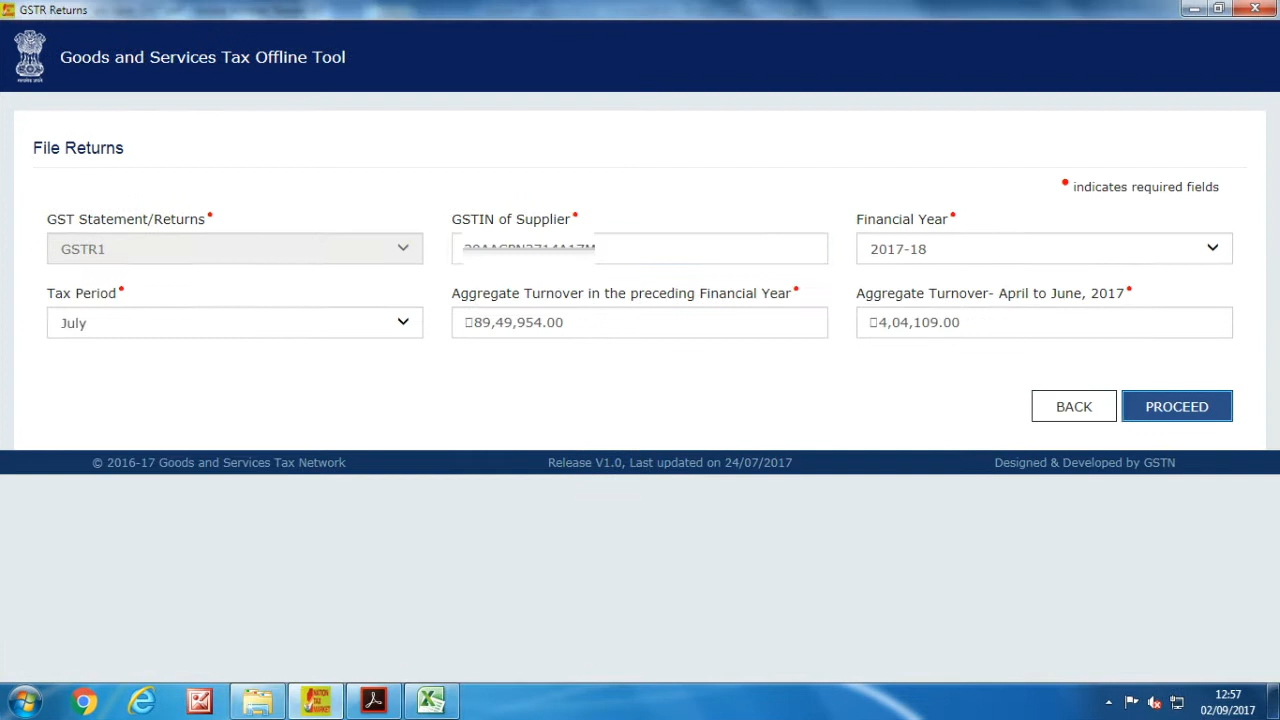 GSTR Returns
Goods and Services Tax Offline Tool
File Returns
• indicates required fields
GST Statement/Returns•
GSTIN of Supplier•
Financial Year•
GSTR1
2017-18
Tax Period•
Aggregate Turnover in the preceding Financial Year•
Aggregate Turnover- April to June, 2017•
July
89,49,954.00
4,04,109.00
BACK
PROCEED
© 2016-17 Goods and Services Tax Network
Release V1.0, Last updated on 24/07/2017
Designed & Developed by GSTN
NATION TAX MARKET
12:57
02/09/2017